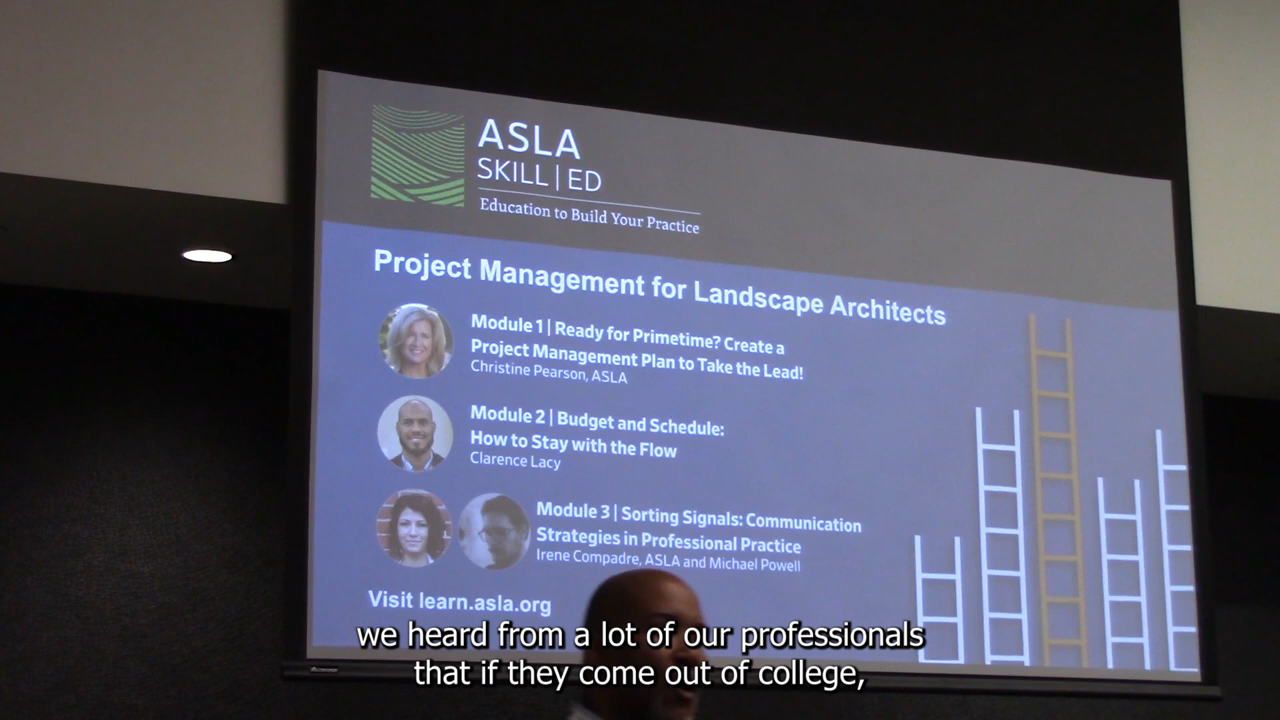 ASLA
SKILL | ED
Education to Build Your Practice
Project Management for Landscape Architects
Module 1 | Ready for Primetime? Create a
Project Management Plan to Take the Lead!
Christine Pearson, ASLA
Module 2 | Budget and Schedule:
How to Stay with the Flow
Clarence Lacy
Module 3 | Sorting Signals: Communication
Strategies in Professional Practice
Irene Compadre, ASLA and Michael Powell
Visit learn.asla.org
we heard from a lot of our professionals
that if they come out of college,